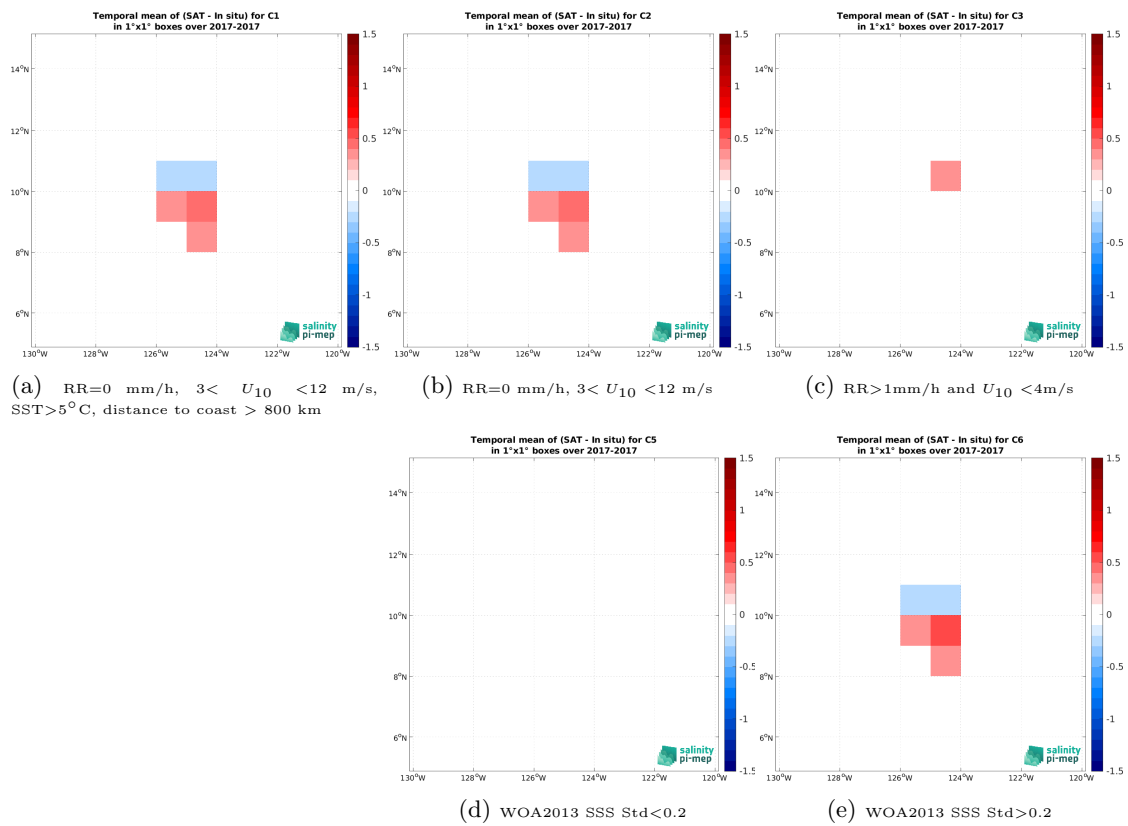 Temporal mean of (SAT - In situ) for C1
in 1°x1° boxes over 2017-2017
14°N
12°N
10°N
8°N
6°N
130°W 128°W 126°W 124°W 122°W 120°W
1.5
1
0.5
0
-0.5
-1
-1.5
salinity
pi-mep
(a) RR=0 mm/h, 3< U10 <12 m/s,
SST>5°C, distance to coast > 800 km
Temporal mean of (SAT - In situ) for C2
in 1°x1° boxes over 2017-2017
14°N
12°N
10°N
8°N
6°N
130°W 128°W 126°W 124°W 122°W 120°W
1.5
1
0.5
0
-0.5
-1
-1.5
salinity
pi-mep
(b) RR=0 mm/h, 3< U10 <12 m/s
Temporal mean of (SAT - In situ) for C3
in 1°x1° boxes over 2017-2017
14°N
12°N
10°N
8°N
6°N
130°W 128°W 126°W 124°W 122°W 120°W
1.5
1
0.5
0
-0.5
-1
-1.5
salinity
pi-mep
(c) RR>1mm/h and U10 <4m/s
Temporal mean of (SAT - In situ) for C5
in 1°x1° boxes over 2017-2017
14°N
12°N
10°N
8°N
6°N
130°W 128°W 126°W 124°W 122°W 120°W
1.5
1
0.5
0
-0.5
-1
-1.5
salinity
pi-mep
(d) WOA2013 SSS Std<0.2
Temporal mean of (SAT - In situ) for C6
in 1°x1° boxes over 2017-2017
14°N
12°N
10°N
8°N
6°N
130°W 128°W 126°W 124°W 122°W 120°W
1.5
1
0.5
0
-0.5
-1
-1.5
salinity
pi-mep
(e) WOA2013 SSS Std>0.2